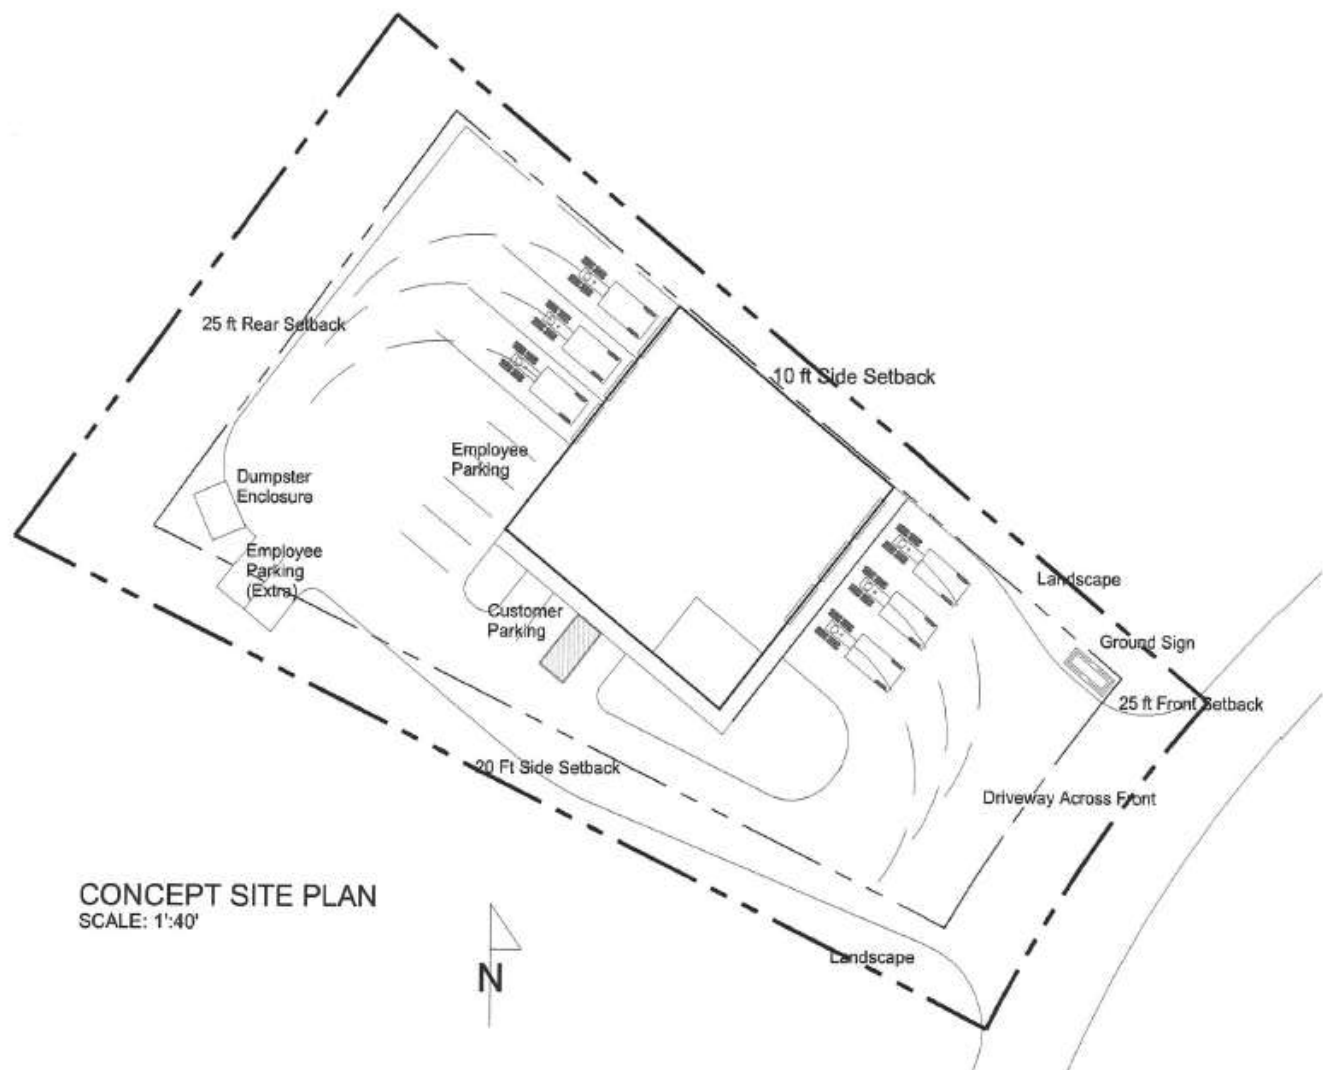 25 ft Rear Setback
10 ft Side Setback
Employee
Parking
Dumpster
Enclosure
Employee
Parking
(Extra)
Customer
Parking
Landscape
Ground Sign
25 ft Front Setback
20 Ft Side Setback
Driveway Across Front
CONCEPT SITE PLAN
SCALE: 1':40'
Landscape
N